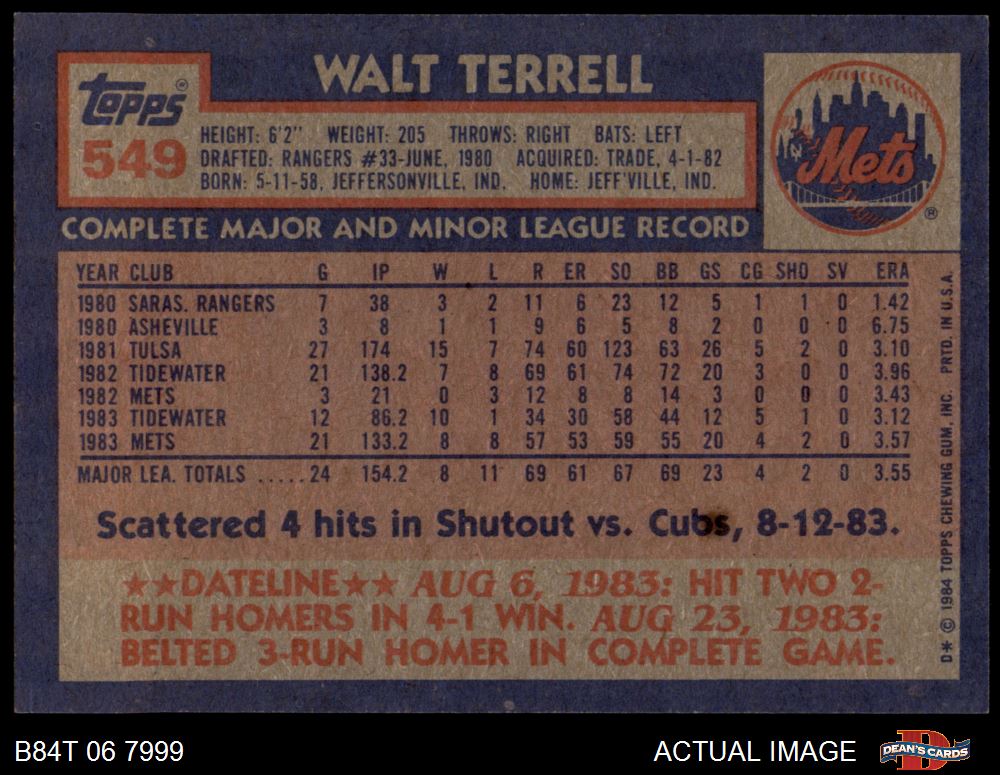 WALT TERRELL
Topps®
549
HEIGHT: 6'2" WEIGHT: 205 THROWS: RIGHT BATS: LEFT
DRAFTED: RANGERS #33-JUNE, 1980 ACQUIRED: TRADE, 4-1-82
BORN: 5-11-58, JEFFERSONVILLE, IND. HOME: JEFF'VILLE, IND.
Mets
®
COMPLETE MAJOR AND MINOR LEAGUE RECORD
YEAR CLUB G IP W L R ER SO BB GS CG SHO SV ERA
1980 SARAS. RANGERS 7 38 3 2 11 6 23 12 5 1 1 0 1.42
1980 ASHEVILLE 3 8 1 1 9 6 5 8 2 0 0 0 6.75
1981 TULSA 27 174 15 7 74 60 123 63 26 5 2 0 3.10
1982 TIDEWATER 21 138.2 7 8 69 61 74 72 20 3 0 0 3.96
1982 METS 3 21 0 3 12 8 8 14 3 0 0 0 3.43
1983 TIDEWATER 12 86.2 10 1 34 30 58 44 12 5 1 0 3.12
1983 METS 21 133.2 8 8 57 53 59 55 20 4 2 0 3.57
MAJOR LEA. TOTALS .....24 154.2 8 11 69 61 67 69 23 4 2 0 3.55
Scattered 4 hits in Shutout vs. Cubs, 8-12-83.
★★DATELINE★★ AUG 6, 1983: HIT TWO 2-
RUN HOMERS IN 4-1 WIN. AUG 23, 1983:
BELTED 3-RUN HOMER IN COMPLETE GAME.
D* © 1984 TOPPS CHEWING GUM, INC. PRTD. IN U.S.A.
B84T 06 7999
ACTUAL IMAGE
DEAN'S CARDS